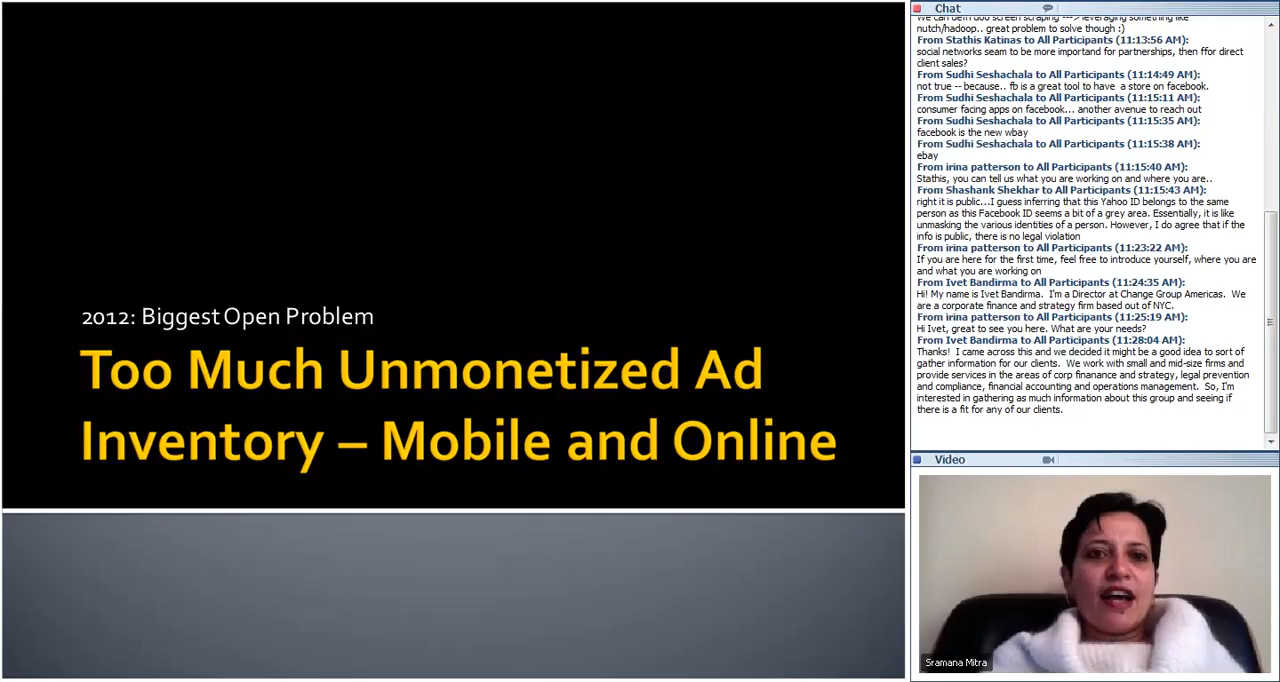 2012: Biggest Open Problem
Too Much Unmonetized Ad
Inventory – Mobile and Online
Chat
nutch/hadoop.. great problem to solve though :)
From Stathis Katinas to All Participants (11:13:56 AM):
social networks seam to be more importand for partnerships, then ffor direct
client sales?
From Sudhi Seshachala to All Participants (11:14:49 AM):
not true -- because.. fb is a great tool to have a store on facebook.
From Sudhi Seshachala to All Participants (11:15:11 AM):
consumer facing apps on facebook... another avenue to reach out
From Sudhi Seshachala to All Participants (11:15:35 AM):
facebook is the new wbay
From Sudhi Seshachala to All Participants (11:15:38 AM):
ebay
From irina patterson to All Participants (11:15:40 AM):
Stathis, you can tell us what you are working on and where you are..
From Shashank Shekhar to All Participants (11:15:43 AM):
right it is public...I guess inferring that this Yahoo ID belongs to the same
person as this Facebook ID seems a bit of a grey area. Essentially, it is like
unmasking the various identities of a person. However, I do agree that if the
info is public, there is no legal violation
From irina patterson to All Participants (11:23:22 AM):
If you are here for the first time, feel free to introduce yourself, where you are
and what you are working on
From Ivet Bandirma to All Participants (11:24:35 AM):
Hi! My name is Ivet Bandirma. I'm a Director at Change Group Americas. We
are a corporate finance and strategy firm based out of NYC.
From irina patterson to All Participants (11:25:19 AM):
Hi Ivet, great to see you here. What are your needs?
From Ivet Bandirma to All Participants (11:28:04 AM):
Thanks! I came across this and we decided it might be a good idea to sort of
gather information for our clients. We work with small and mid-size firms and
provide services in the areas of corp finanance and strategy, legal prevention
and compliance, financial accounting and operations management. So, I'm
interested in gathering as much information about this group and seeing if
there is a fit for any of our clients.
Video
Sramana Mitra